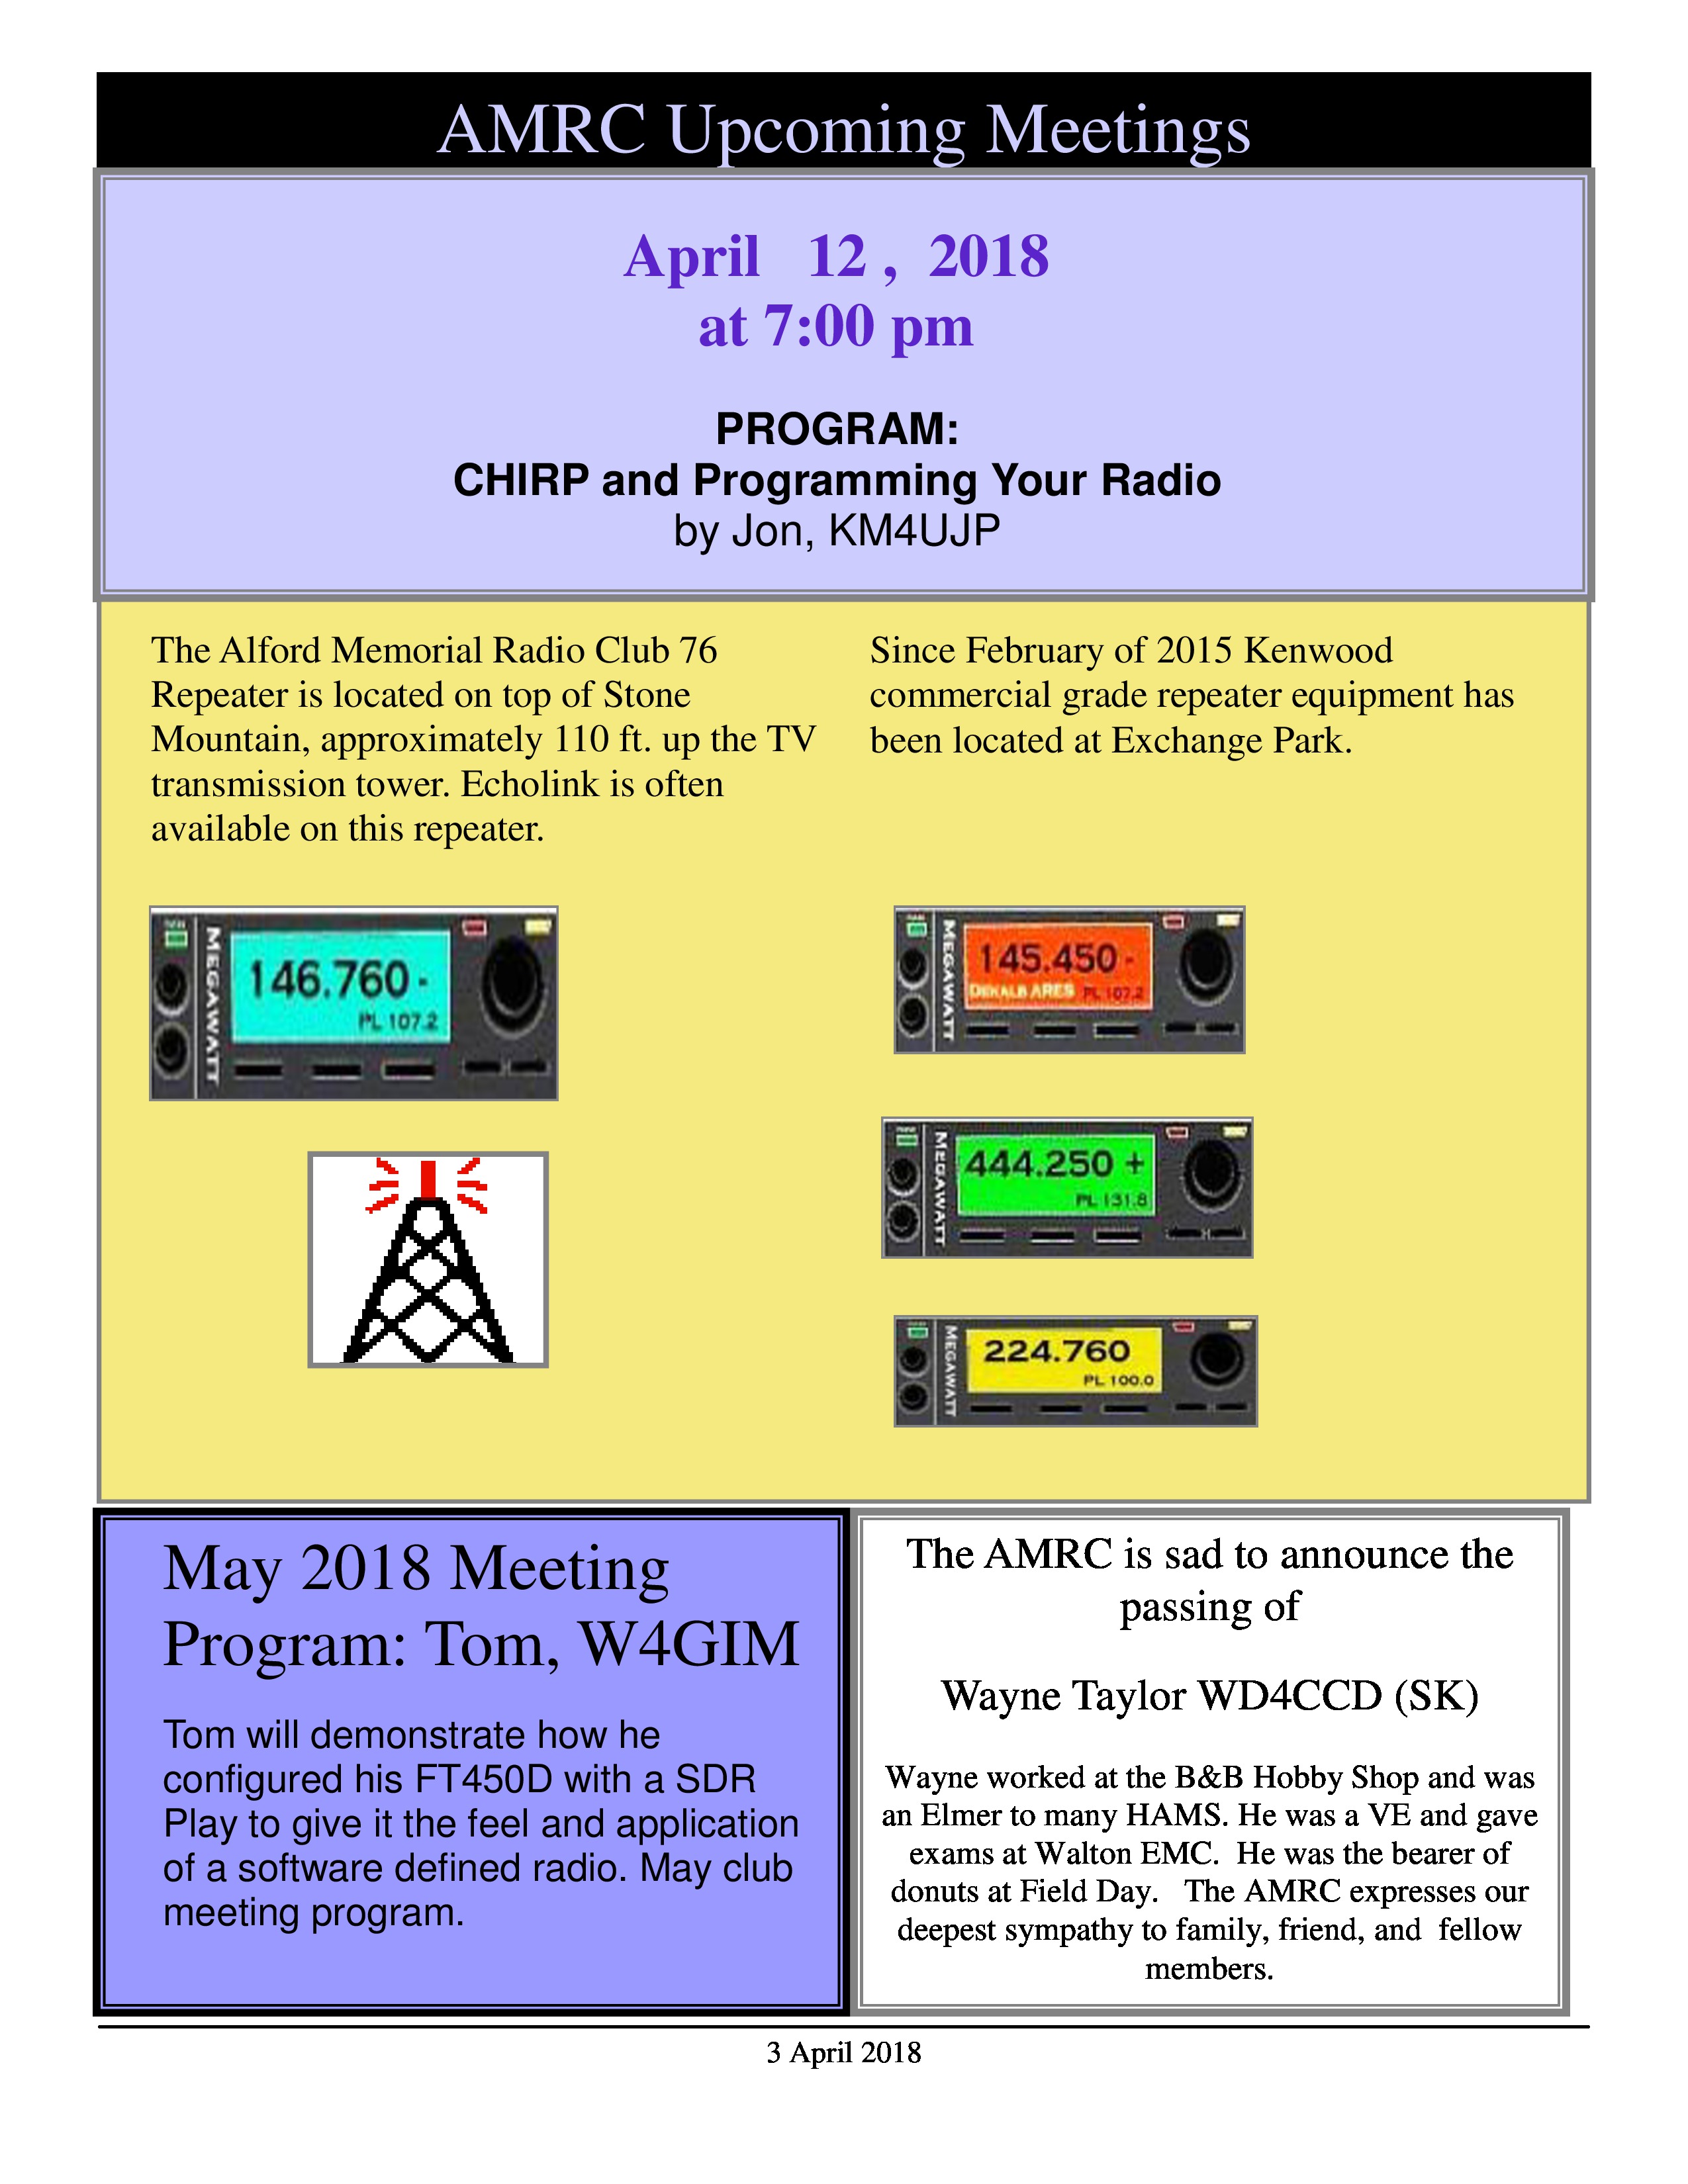 AMRC Upcoming Meetings
April 12 , 2018
at 7:00 pm
PROGRAM:
CHIRP and Programming Your Radio
by Jon, KM4UJP
The Alford Memorial Radio Club 76
Repeater is located on top of Stone
Mountain, approximately 110 ft. up the TV
transmission tower. Echolink is often
available on this repeater.
MEGAWATT
146.760 -
PL 107.2
Since February of 2015 Kenwood
commercial grade repeater equipment has
been located at Exchange Park.
MEGAWATT
145.450 -
DEKALB ARES PL 107.2
MEGAWATT
444.250 +
PL 131.8
MEGAWATT
224.760
PL 100.0
May 2018 Meeting
Program: Tom, W4GIM
Tom will demonstrate how he
configured his FT450D with a SDR
Play to give it the feel and application
of a software defined radio. May club
meeting program.
The AMRC is sad to announce the
passing of
Wayne Taylor WD4CCD (SK)
Wayne worked at the B&B Hobby Shop and was
an Elmer to many HAMS. He was a VE and gave
exams at Walton EMC. He was the bearer of
donuts at Field Day. The AMRC expresses our
deepest sympathy to family, friend, and fellow
members.
3 April 2018